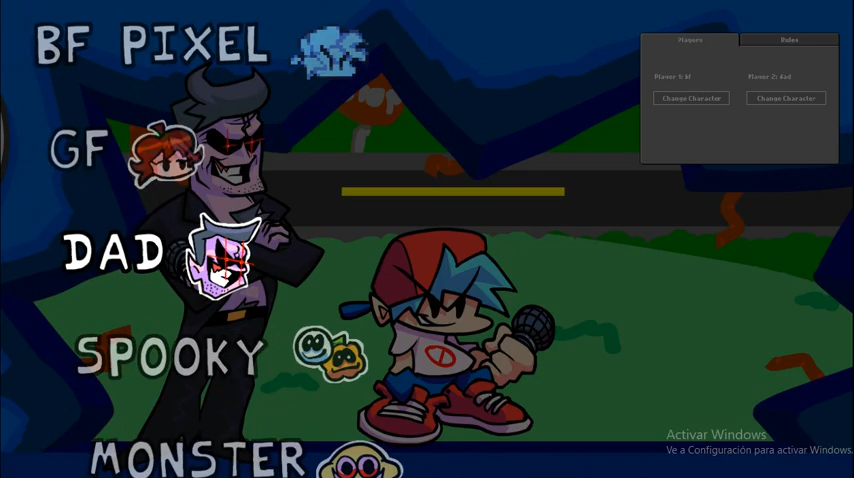 BF PIXEL
GF
DAD
SPOOKY
MONSTER
Players
Rules
Player 1: bf
Player 2: dad
Change Character
Change Character
Activar Windows
Ve a Configuración para activar Windows.